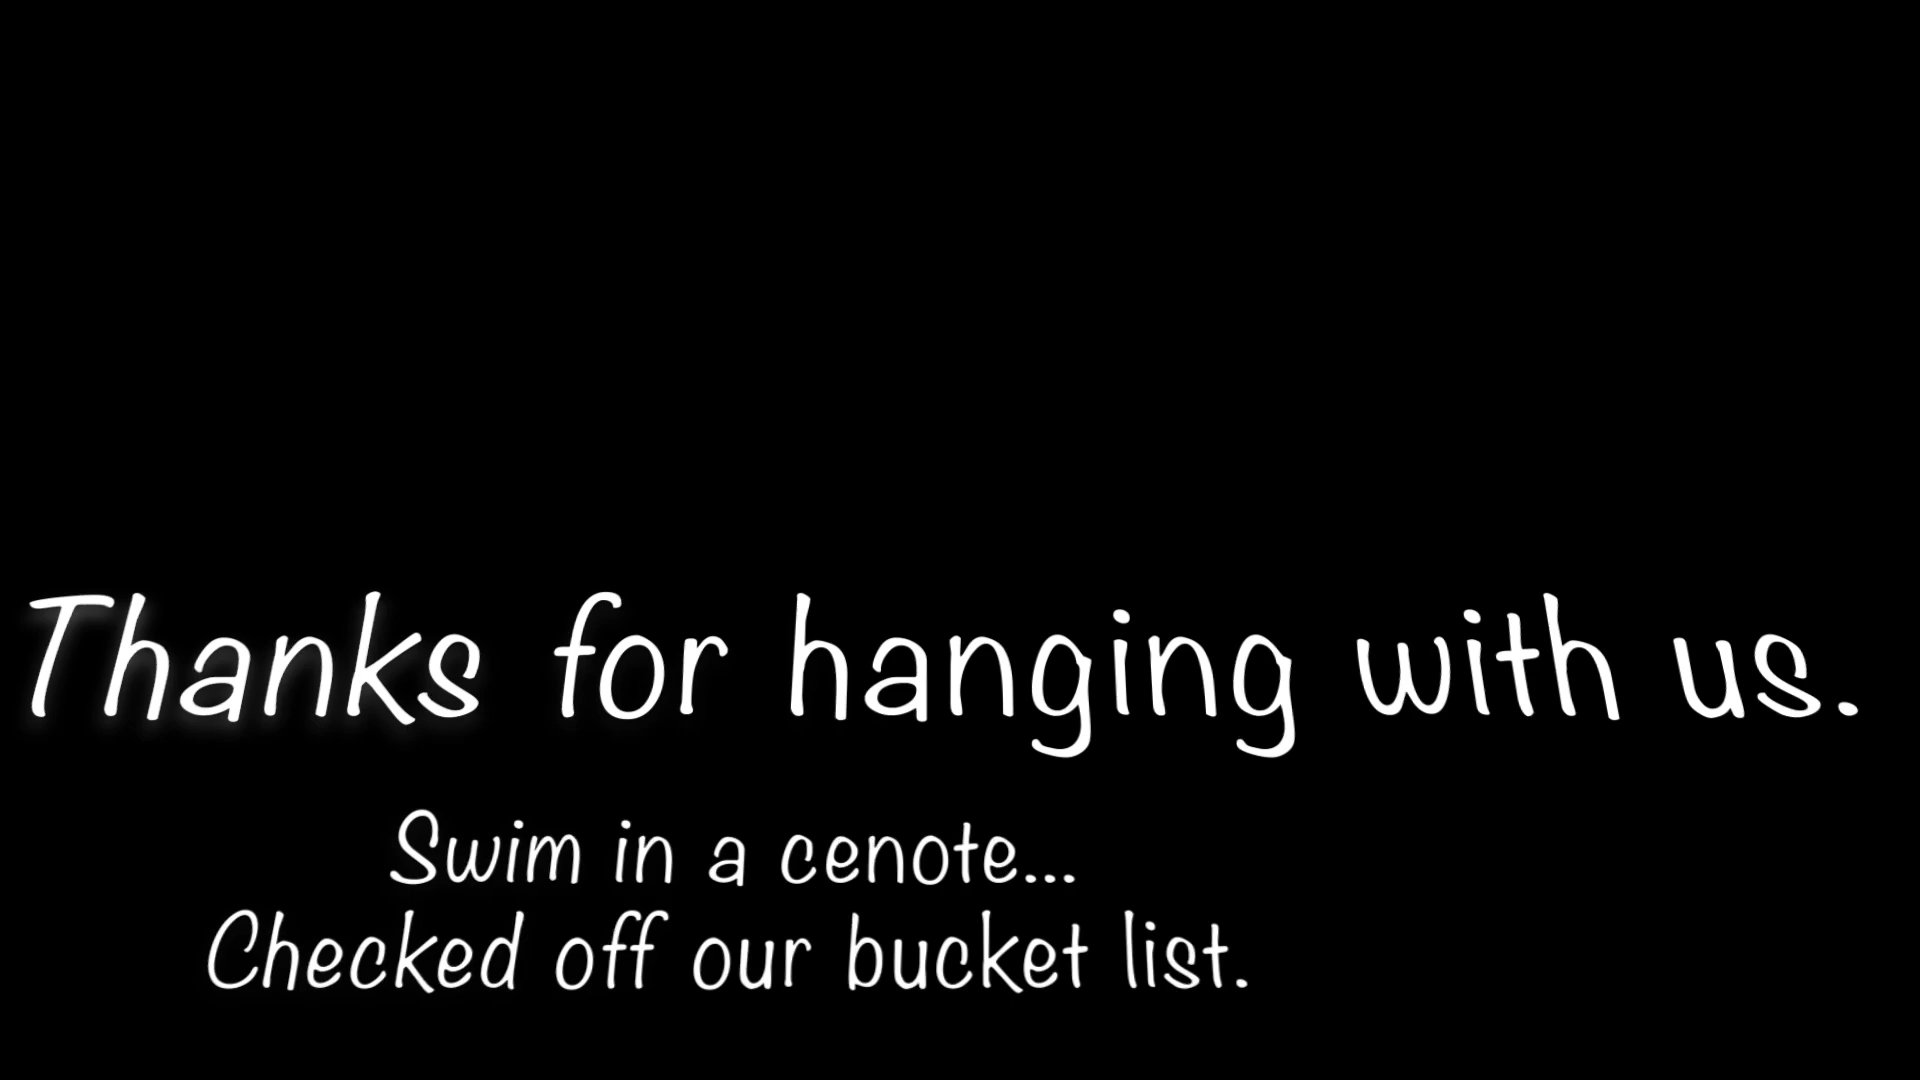 Thanks for hanging with us.
Swim in a cenote...
Checked off our bucket list.